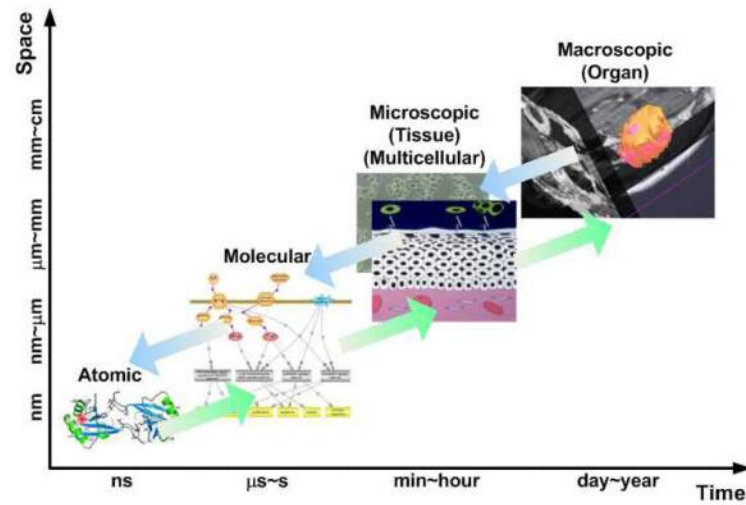 Space
mm~cm
μm~mm
nm~μm
nm
Macroscopic
(Organ)
Microscopic
(Tissue)
(Multicellular)
Molecular
Atomic
ns
μs~s
min~hour
day~year
Time